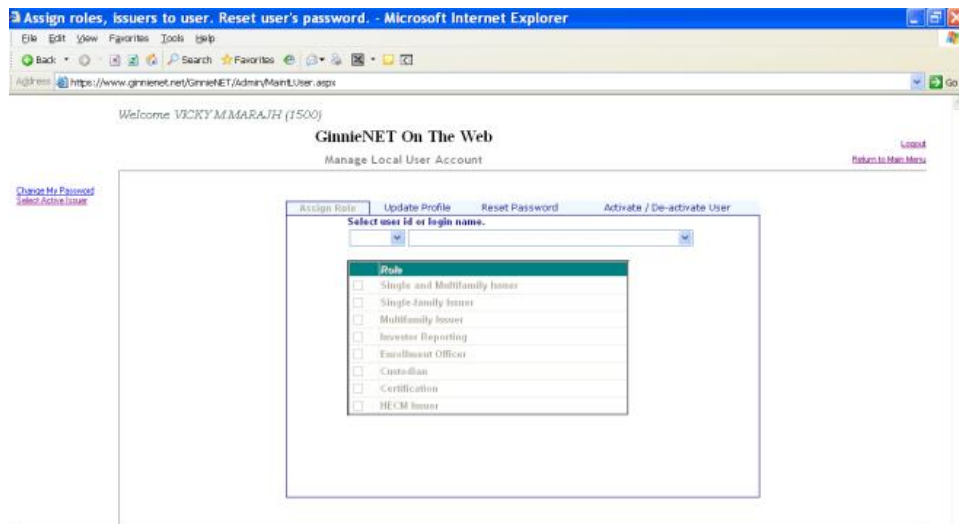 Assign roles, issuers to user. Reset user's password. - Microsoft Internet Explorer
File Edit View Favorites Tools Help
Back Search Favorites
Address https://www.ginnienet.net/GinnieNET/Admin/MaintLUser.aspx Go
Welcome VICKY M MARAJH (1500)
GinnieNET On The Web
Logout
Manage Local User Account
Return to Main Menu
Change My Password
Select Active Issuer
Assign Role Update Profile Reset Password Activate / De-activate User
Select user id or login name.
Role
Single and Multifamily Issuer
Single-family Issuer
Multifamily Issuer
Investor Reporting
Enrollment Officer
Custodian
Certification
HECM Issuer